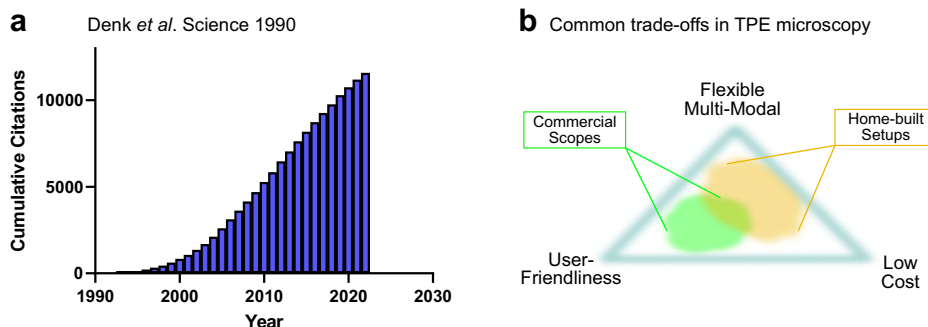 a
Denk et al. Science 1990
Cumulative Citations
10000
5000
0
1990
2000
2010
2020
2030
Year
b
Common trade-offs in TPE microscopy
Flexible
Multi-Modal
Commercial
Scopes
Home-built
Setups
User-
Friendliness
Low
Cost